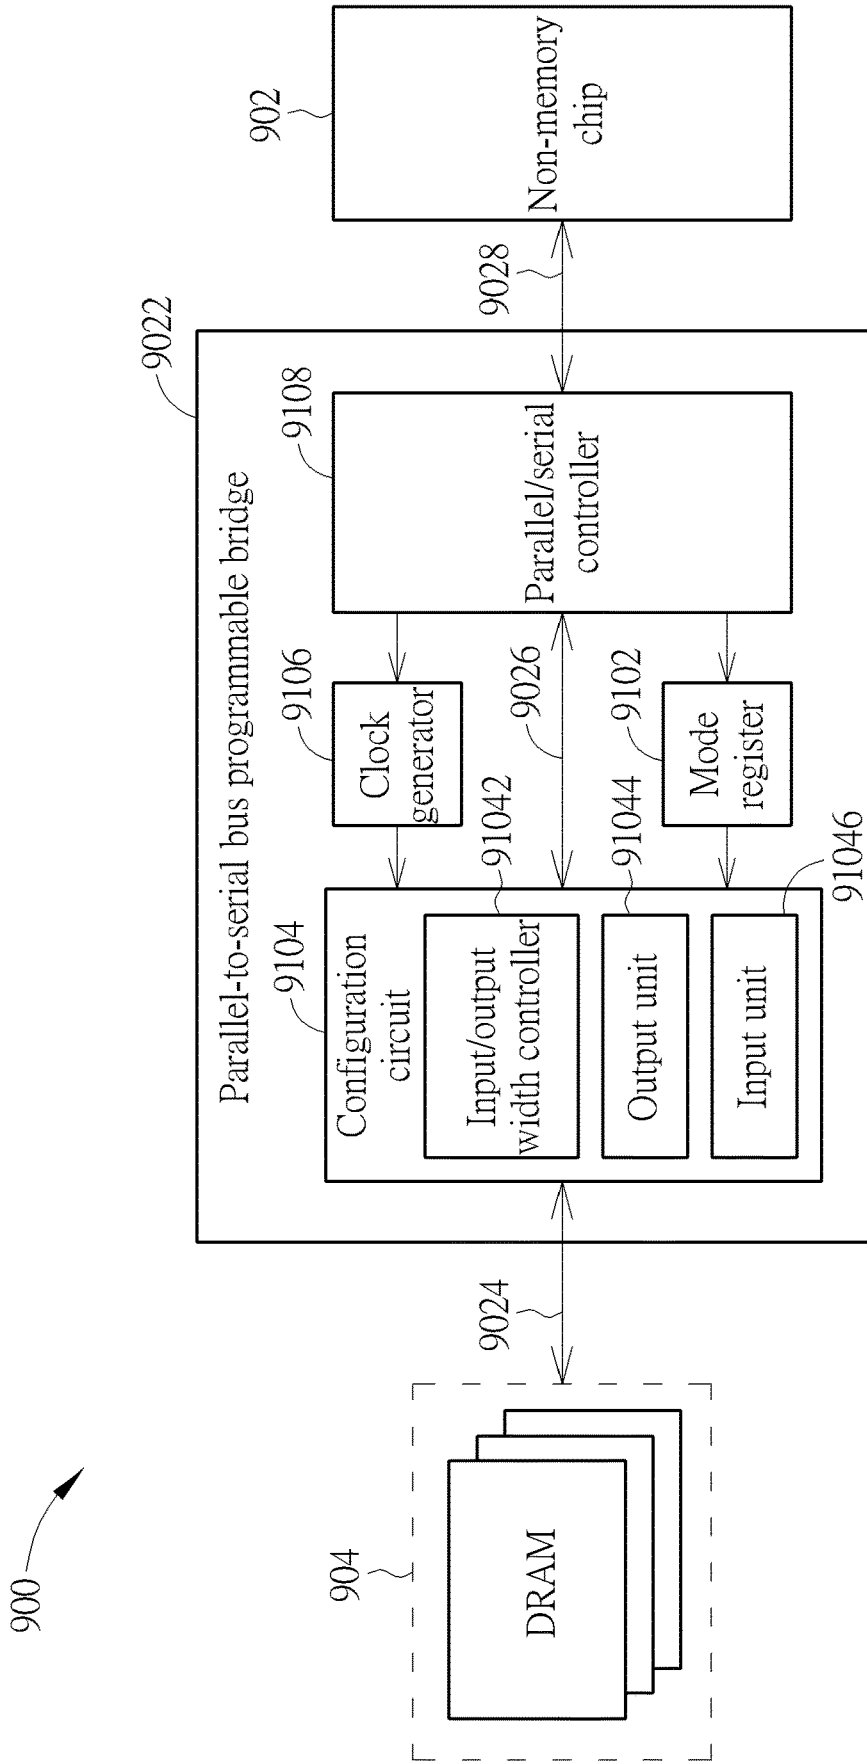 900
904
DRAM
9024
Parallel-to-serial bus programmable bridge
9022
Configuration
circuit
9104
Input/output
width controller
91042
Output unit
91044
Input unit
91046
Clock
generator
9106
9026
Mode
register
9102
Parallel/serial
controller
9108
9028
Non-memory
chip
902